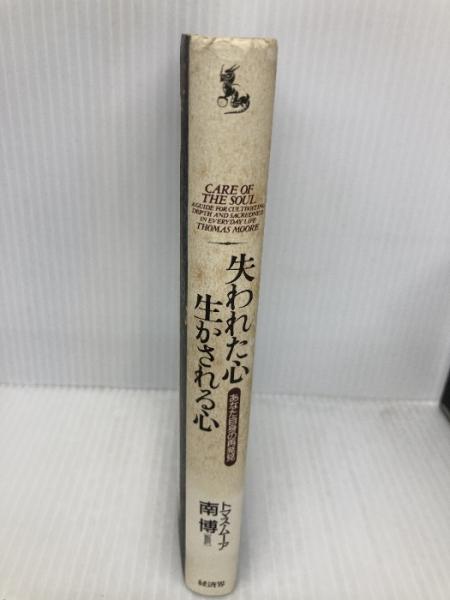 CARE OF
THE SOUL
A GUIDE FOR CULTIVATING
DEPTH AND SACREDNESS
IN EVERYDAY LIFE
THOMAS MOORE
失われた心
生かされる心
あなた自身の再発見
トマス・ムーア
南 博 訳
経済界